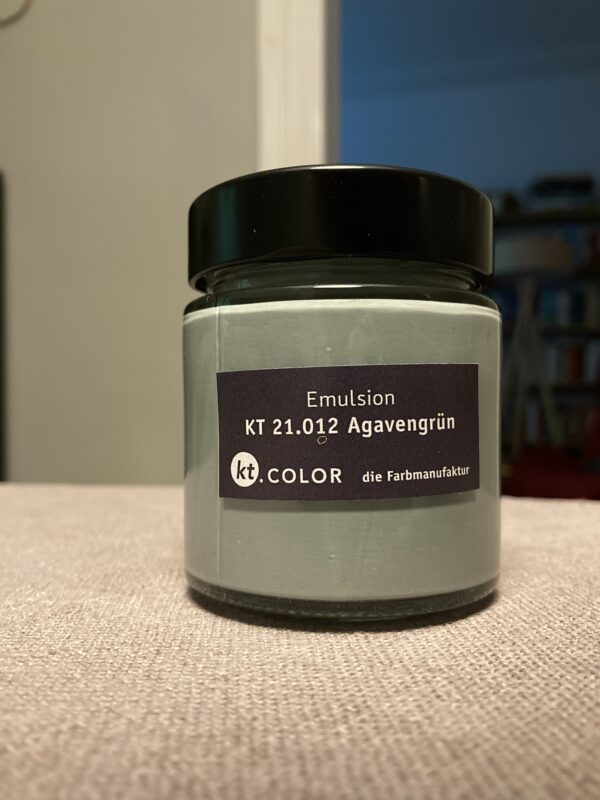 Emulsion
KT 21.012 Agavengrün
kt.COLOR die Farbmanufaktur